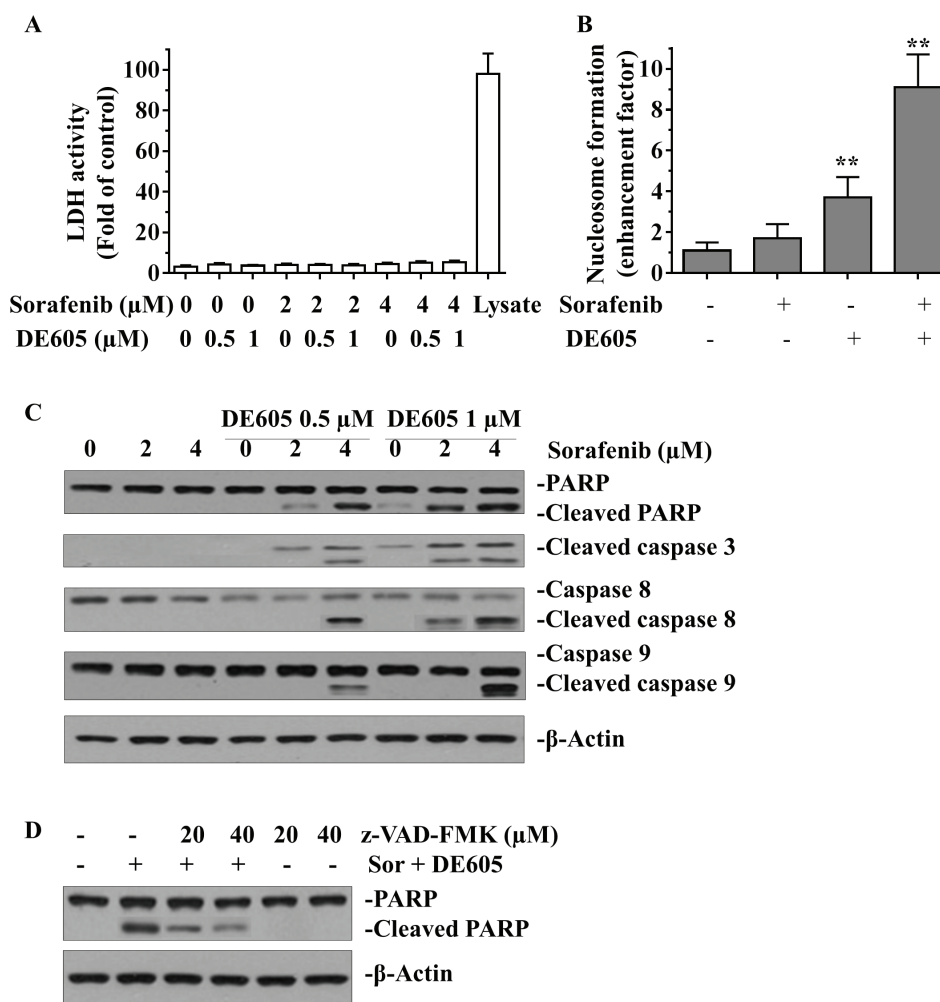 A
LDH activity
(Fold of control)
100
80
60
40
20
0
Sorafenib (μM) 0 0 0 2 2 2 4 4 4 Lysate
DE605 (μM) 0 0.5 1 0 0.5 1 0 0.5 1
B
Nucleosome formation
(enhancement factor)
10
8
6
4
2
0
**
**
Sorafenib - + - +
DE605 - - + +
C
DE605 0.5 μM DE605 1 μM
0 2 4 0 2 4 0 2 4 Sorafenib (μM)
-PARP
-Cleaved PARP
-Cleaved caspase 3
-Caspase 8
-Cleaved caspase 8
-Caspase 9
-Cleaved caspase 9
-β-Actin
D
- - 20 40 20 40 z-VAD-FMK (μM)
- + + + - - Sor + DE605
-PARP
-Cleaved PARP
-β-Actin